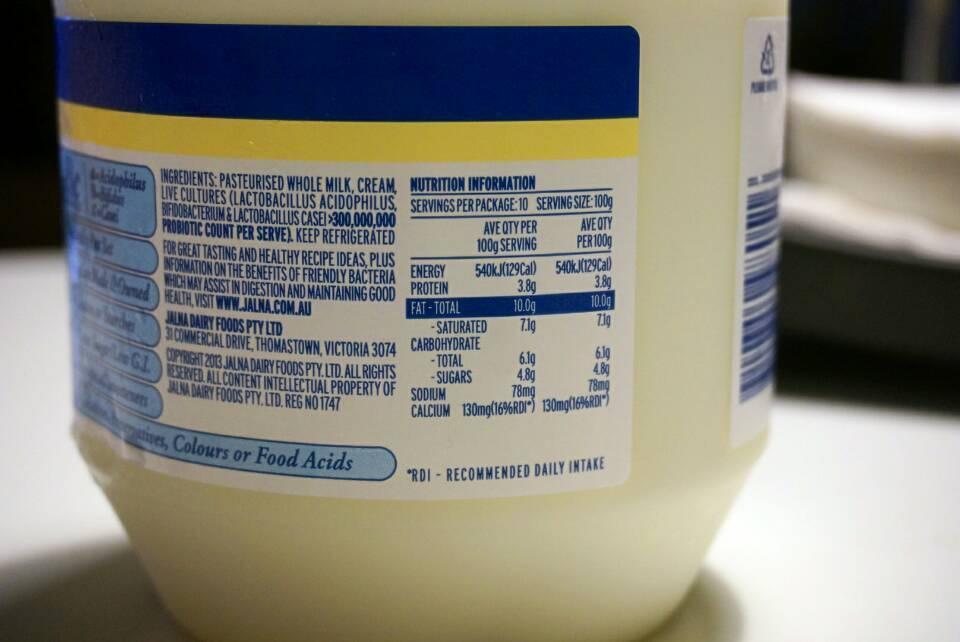 Acidophilus
INGREDIENTS: PASTEURISED WHOLE MILK, CREAM,
LIVE CULTURES (LACTOBACILLUS ACIDOPHILUS,
BIFIDOBACTERIUM & LACTOBACILLUS CASEI >300,000,000
PROBIOTIC COUNT PER SERVE). KEEP REFRIGERATED
FOR GREAT TASTING AND HEALTHY RECIPE IDEAS, PLUS
INFORMATION ON THE BENEFITS OF FRIENDLY BACTERIA
WHICH MAY ASSIST IN DIGESTION AND MAINTAINING GOOD
HEALTH, VISIT WWW.JALNA.COM.AU
JALNA DAIRY FOODS PTY LTD
31 COMMERCIAL DRIVE, THOMASTOWN, VICTORIA 3074
COPYRIGHT 2013 JALNA DAIRY FOODS PTY. LTD. ALL RIGHTS
RESERVED. ALL CONTENT INTELLECTUAL PROPERTY OF
JALNA DAIRY FOODS PTY. LTD. REG NO 1747
Colours or Food Acids
NUTRITION INFORMATION
SERVINGS PER PACKAGE: 10 SERVING SIZE: 100g
AVE QTY PER AVE QTY
100g SERVING PER 100g
ENERGY 540kJ(129Cal) 540kJ(129Cal)
PROTEIN 3.8g 3.8g
FAT - TOTAL 10.0g 10.0g
- SATURATED 7.1g 7.1g
CARBOHYDRATE
- TOTAL 6.1g 6.1g
- SUGARS 4.8g 4.8g
SODIUM 78mg 78mg
CALCIUM 130mg(16%RDI*) 130mg(16%RDI*)
*RDI - RECOMMENDED DAILY INTAKE